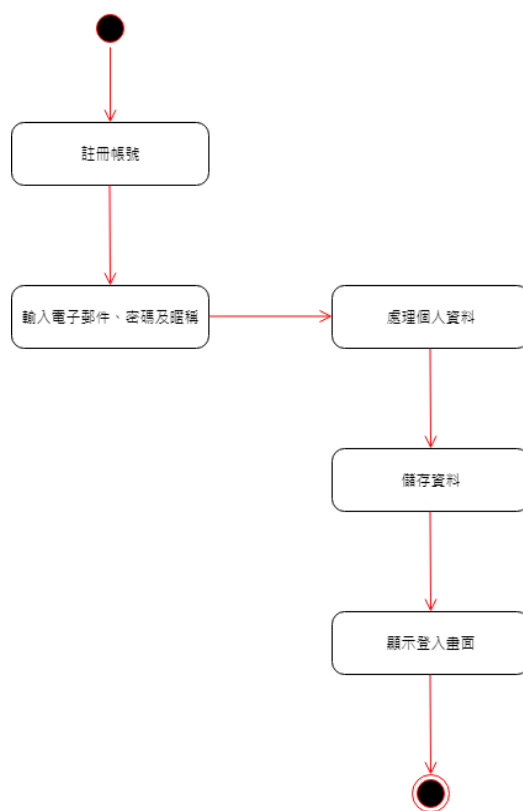 註冊帳號
輸入電子郵件、密碼及暱稱
處理個人資料
儲存資料
顯示登入畫面